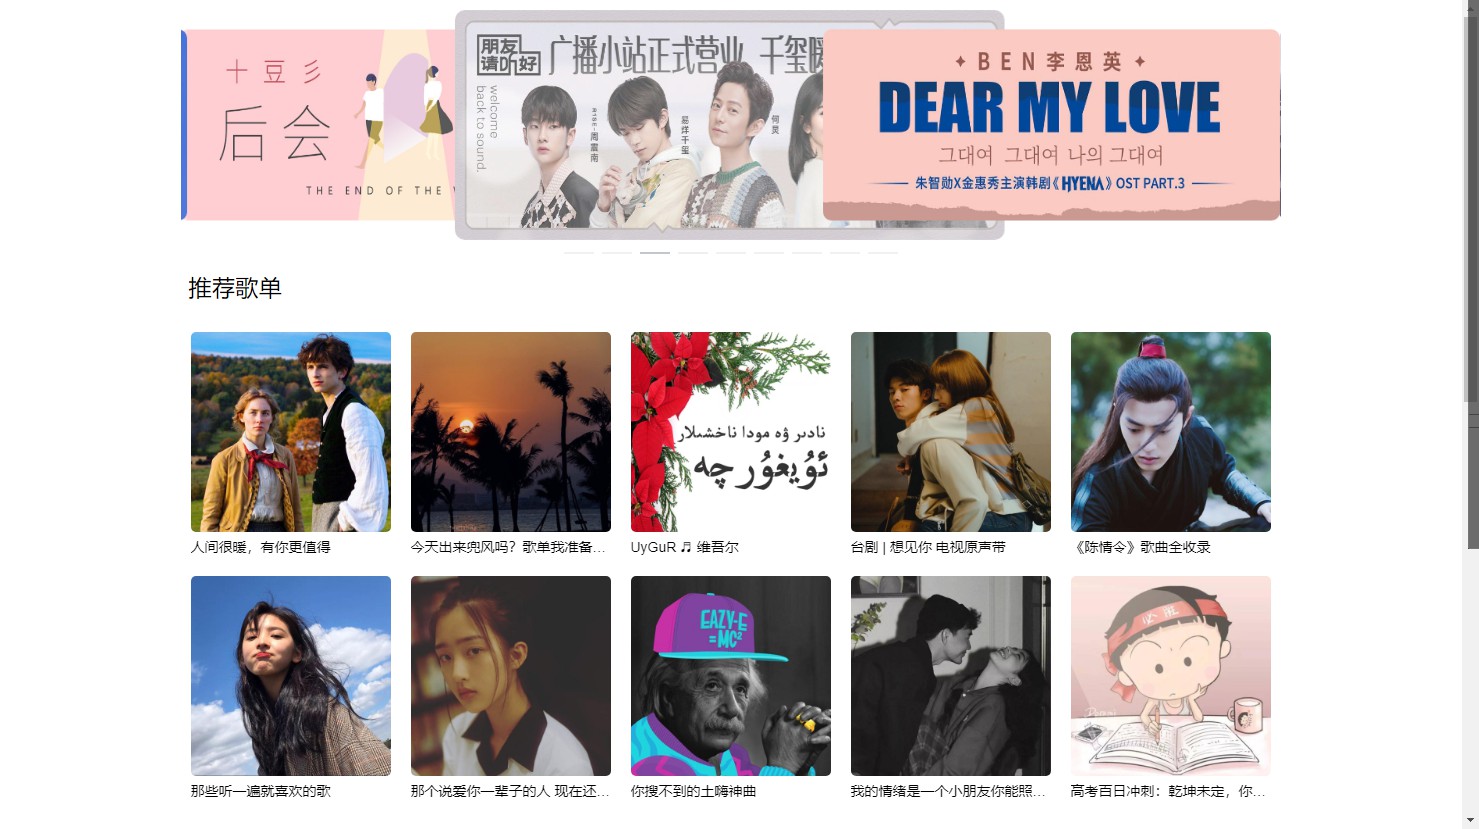 十豆彡
后会
THE END OF THE
朋友
请听好
广播小站正式营业 千玺暖
welcome
back to sound.
R1SE-周震南
易烊千玺
何炅
BEN李恩英
DEAR MY LOVE
그대여 그대여 나의 그대여
朱智勋X金惠秀主演韩剧《HYENA》OST PART.3
推荐歌单
نادىر ۋە مودا ناخشىلار
ئۇيغۇرچە
人间很暖，有你更值得
今天出来兜风吗？歌单我准备...
UyGuR ♬ 维吾尔
台剧 | 想见你 电视原声带
《陈情令》歌曲全收录
EAZY-E
=MC²
必逛
那些听一遍就喜欢的歌
那个说爱你一辈子的人 现在还...
你搜不到的土嗨神曲
我的情绪是一个小朋友你能照...
高考百日冲刺：乾坤未定，你...